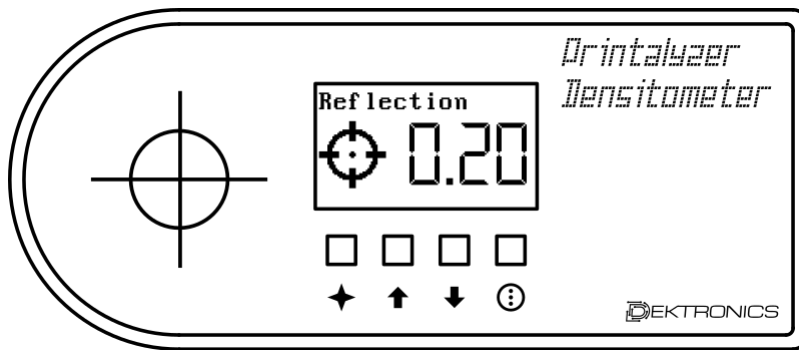 Printalyzer
Densitometer
Reflection
0.20
DEKTRONICS